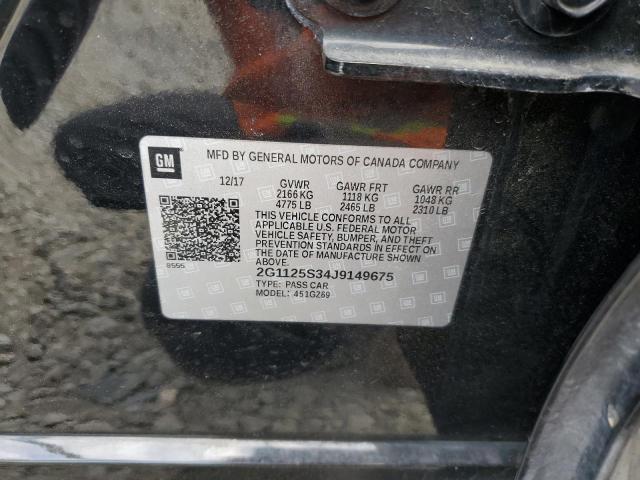 GM
MFD BY GENERAL MOTORS OF CANADA COMPANY
12/17 GVWR GAWR FRT GAWR RR
2166 KG 1118 KG 1048 KG
4775 LB 2465 LB 2310 LB
THIS VEHICLE CONFORMS TO ALL
APPLICABLE U.S. FEDERAL MOTOR
VEHICLE SAFETY, BUMPER, AND THEFT
PREVENTION STANDARDS IN EFFECT ON
THE DATE OF MANUFACTURE SHOWN
ABOVE.
8555
2G1125S34J9149675
TYPE: PASS CAR
MODEL: 451GZ69